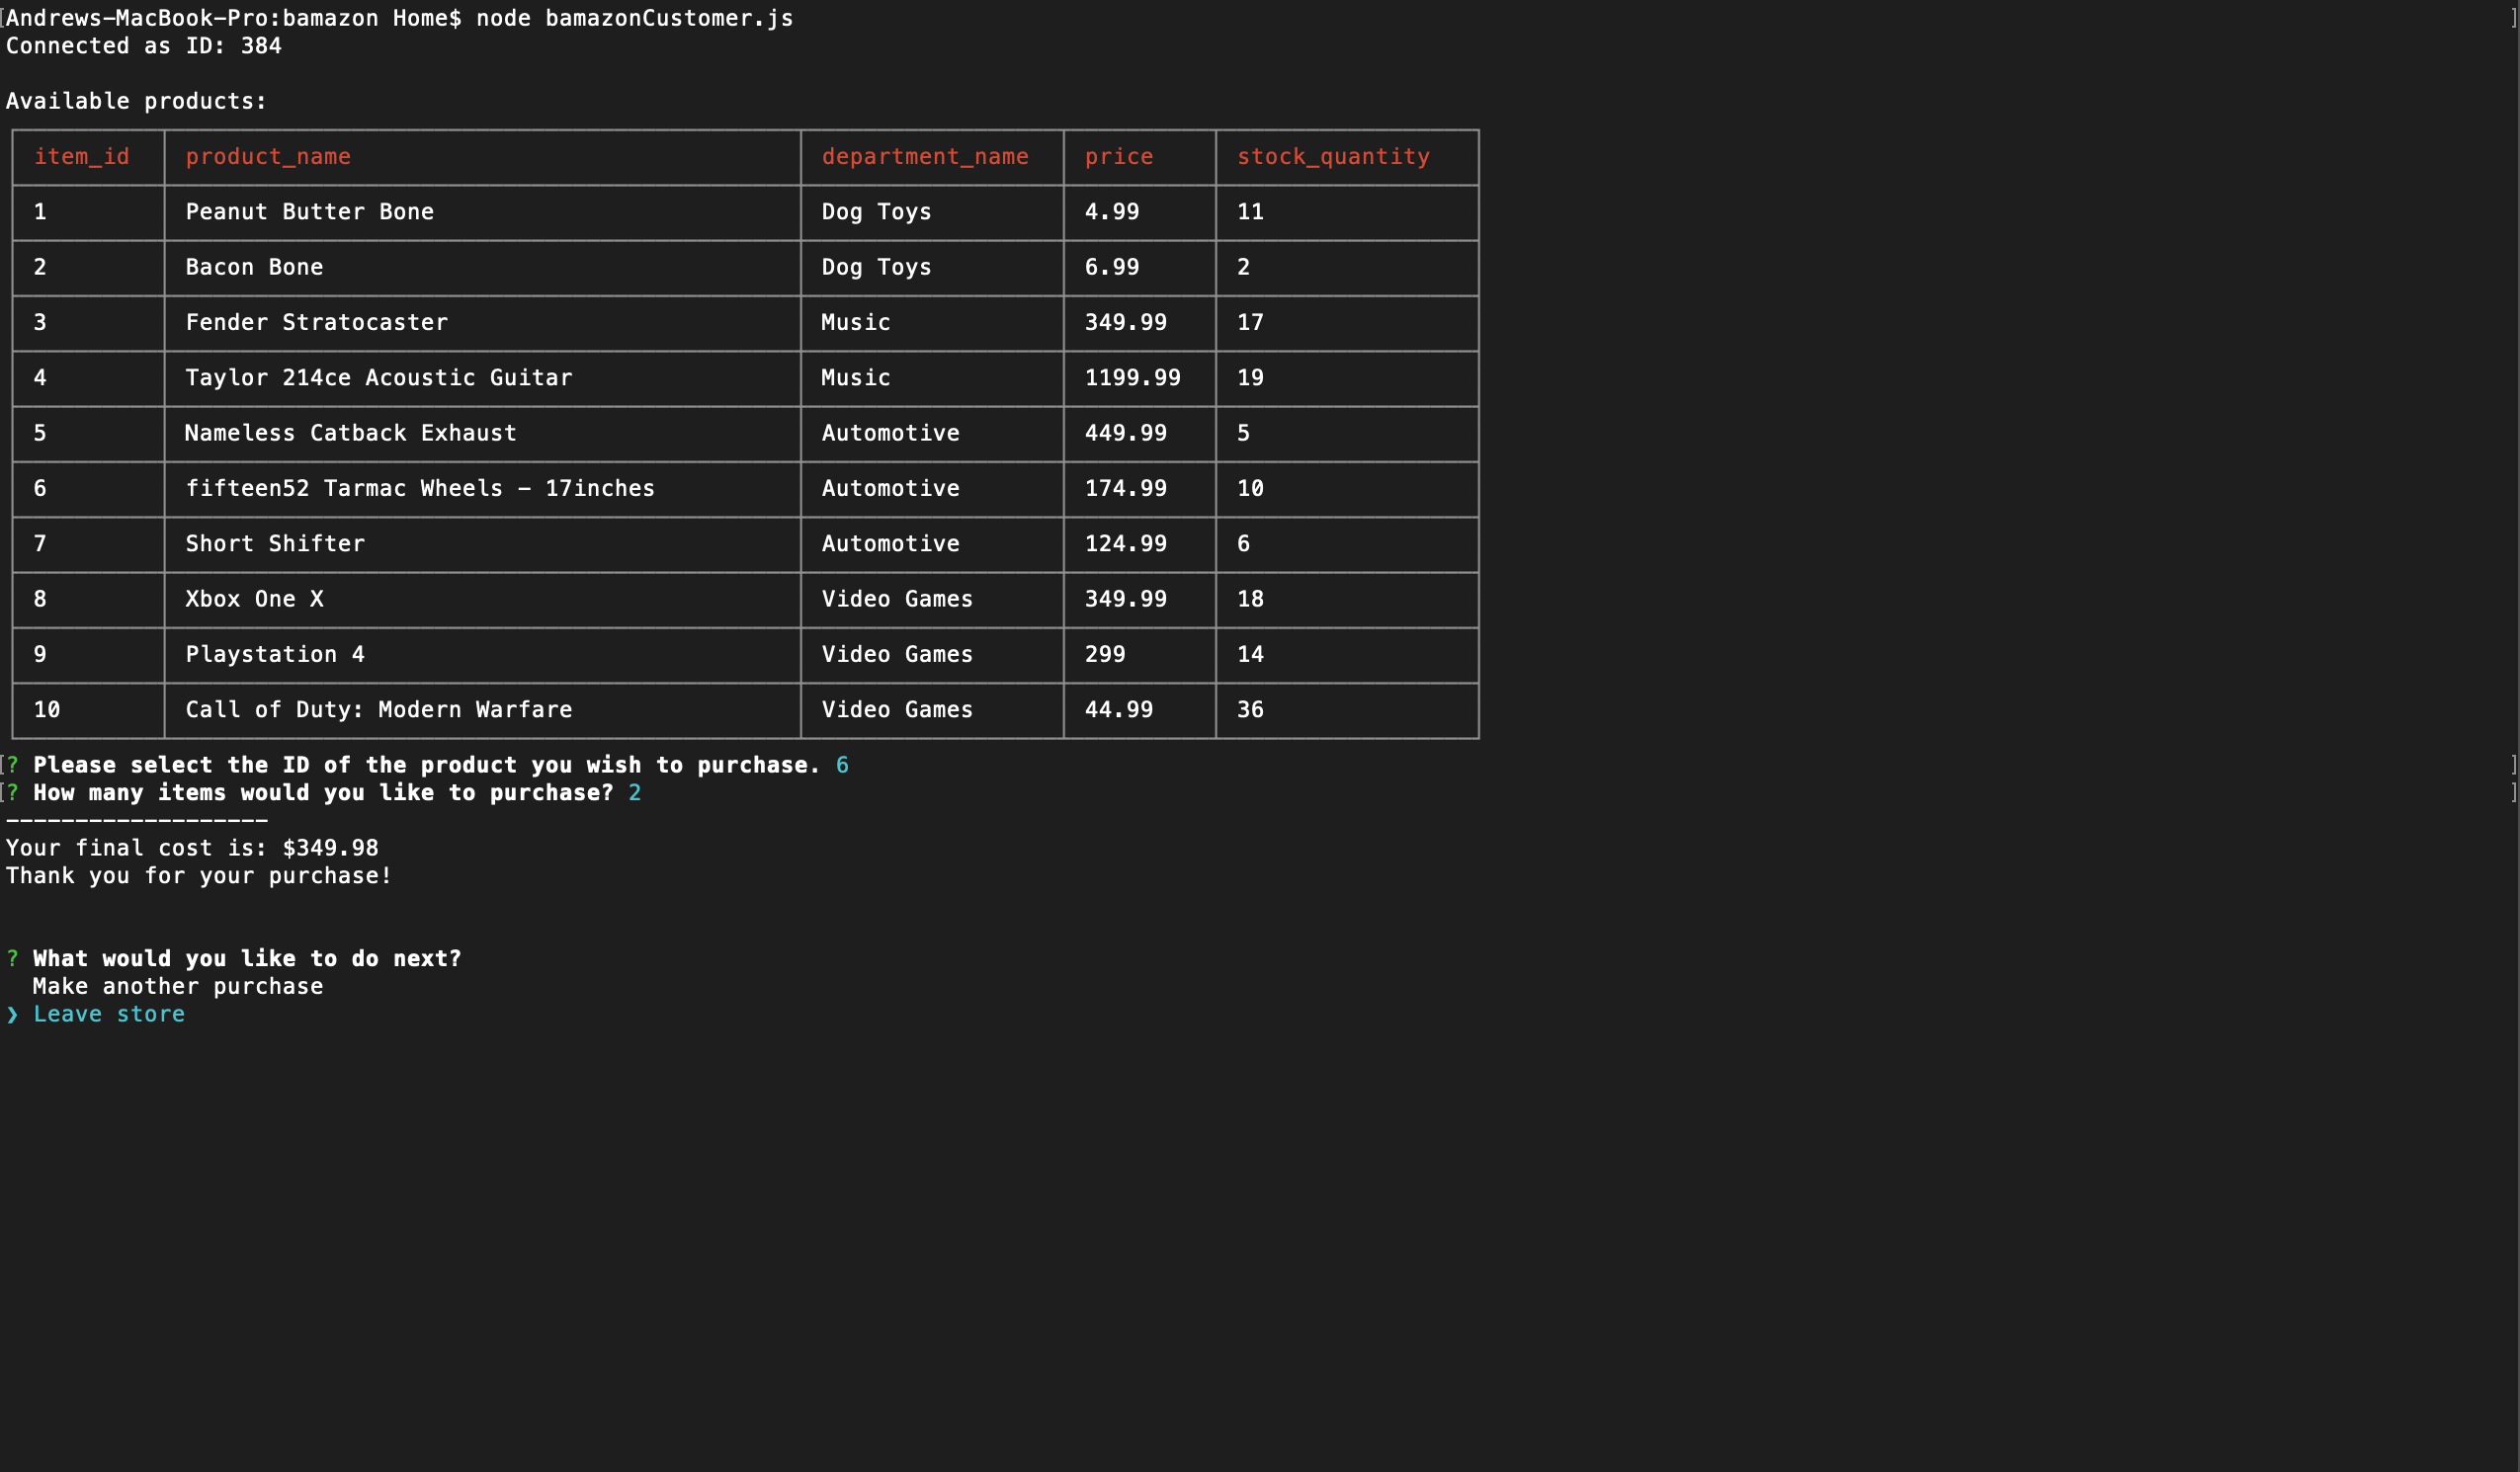 [Andrews-MacBook-Pro:bamazon Home$ node bamazonCustomer.js ]
Connected as ID: 384
Available products:
item_id product_name department_name price stock_quantity
1 Peanut Butter Bone Dog Toys 4.99 11
2 Bacon Bone Dog Toys 6.99 2
3 Fender Stratocaster Music 349.99 17
4 Taylor 214ce Acoustic Guitar Music 1199.99 19
5 Nameless Catback Exhaust Automotive 449.99 5
6 fifteen52 Tarmac Wheels - 17inches Automotive 174.99 10
7 Short Shifter Automotive 124.99 6
8 Xbox One X Video Games 349.99 18
9 Playstation 4 Video Games 299 14
10 Call of Duty: Modern Warfare Video Games 44.99 36
[? Please select the ID of the product you wish to purchase. 6 ]
[? How many items would you like to purchase? 2 ]
-------------------
Your final cost is: $349.98
Thank you for your purchase!
? What would you like to do next?
Make another purchase
❯ Leave store